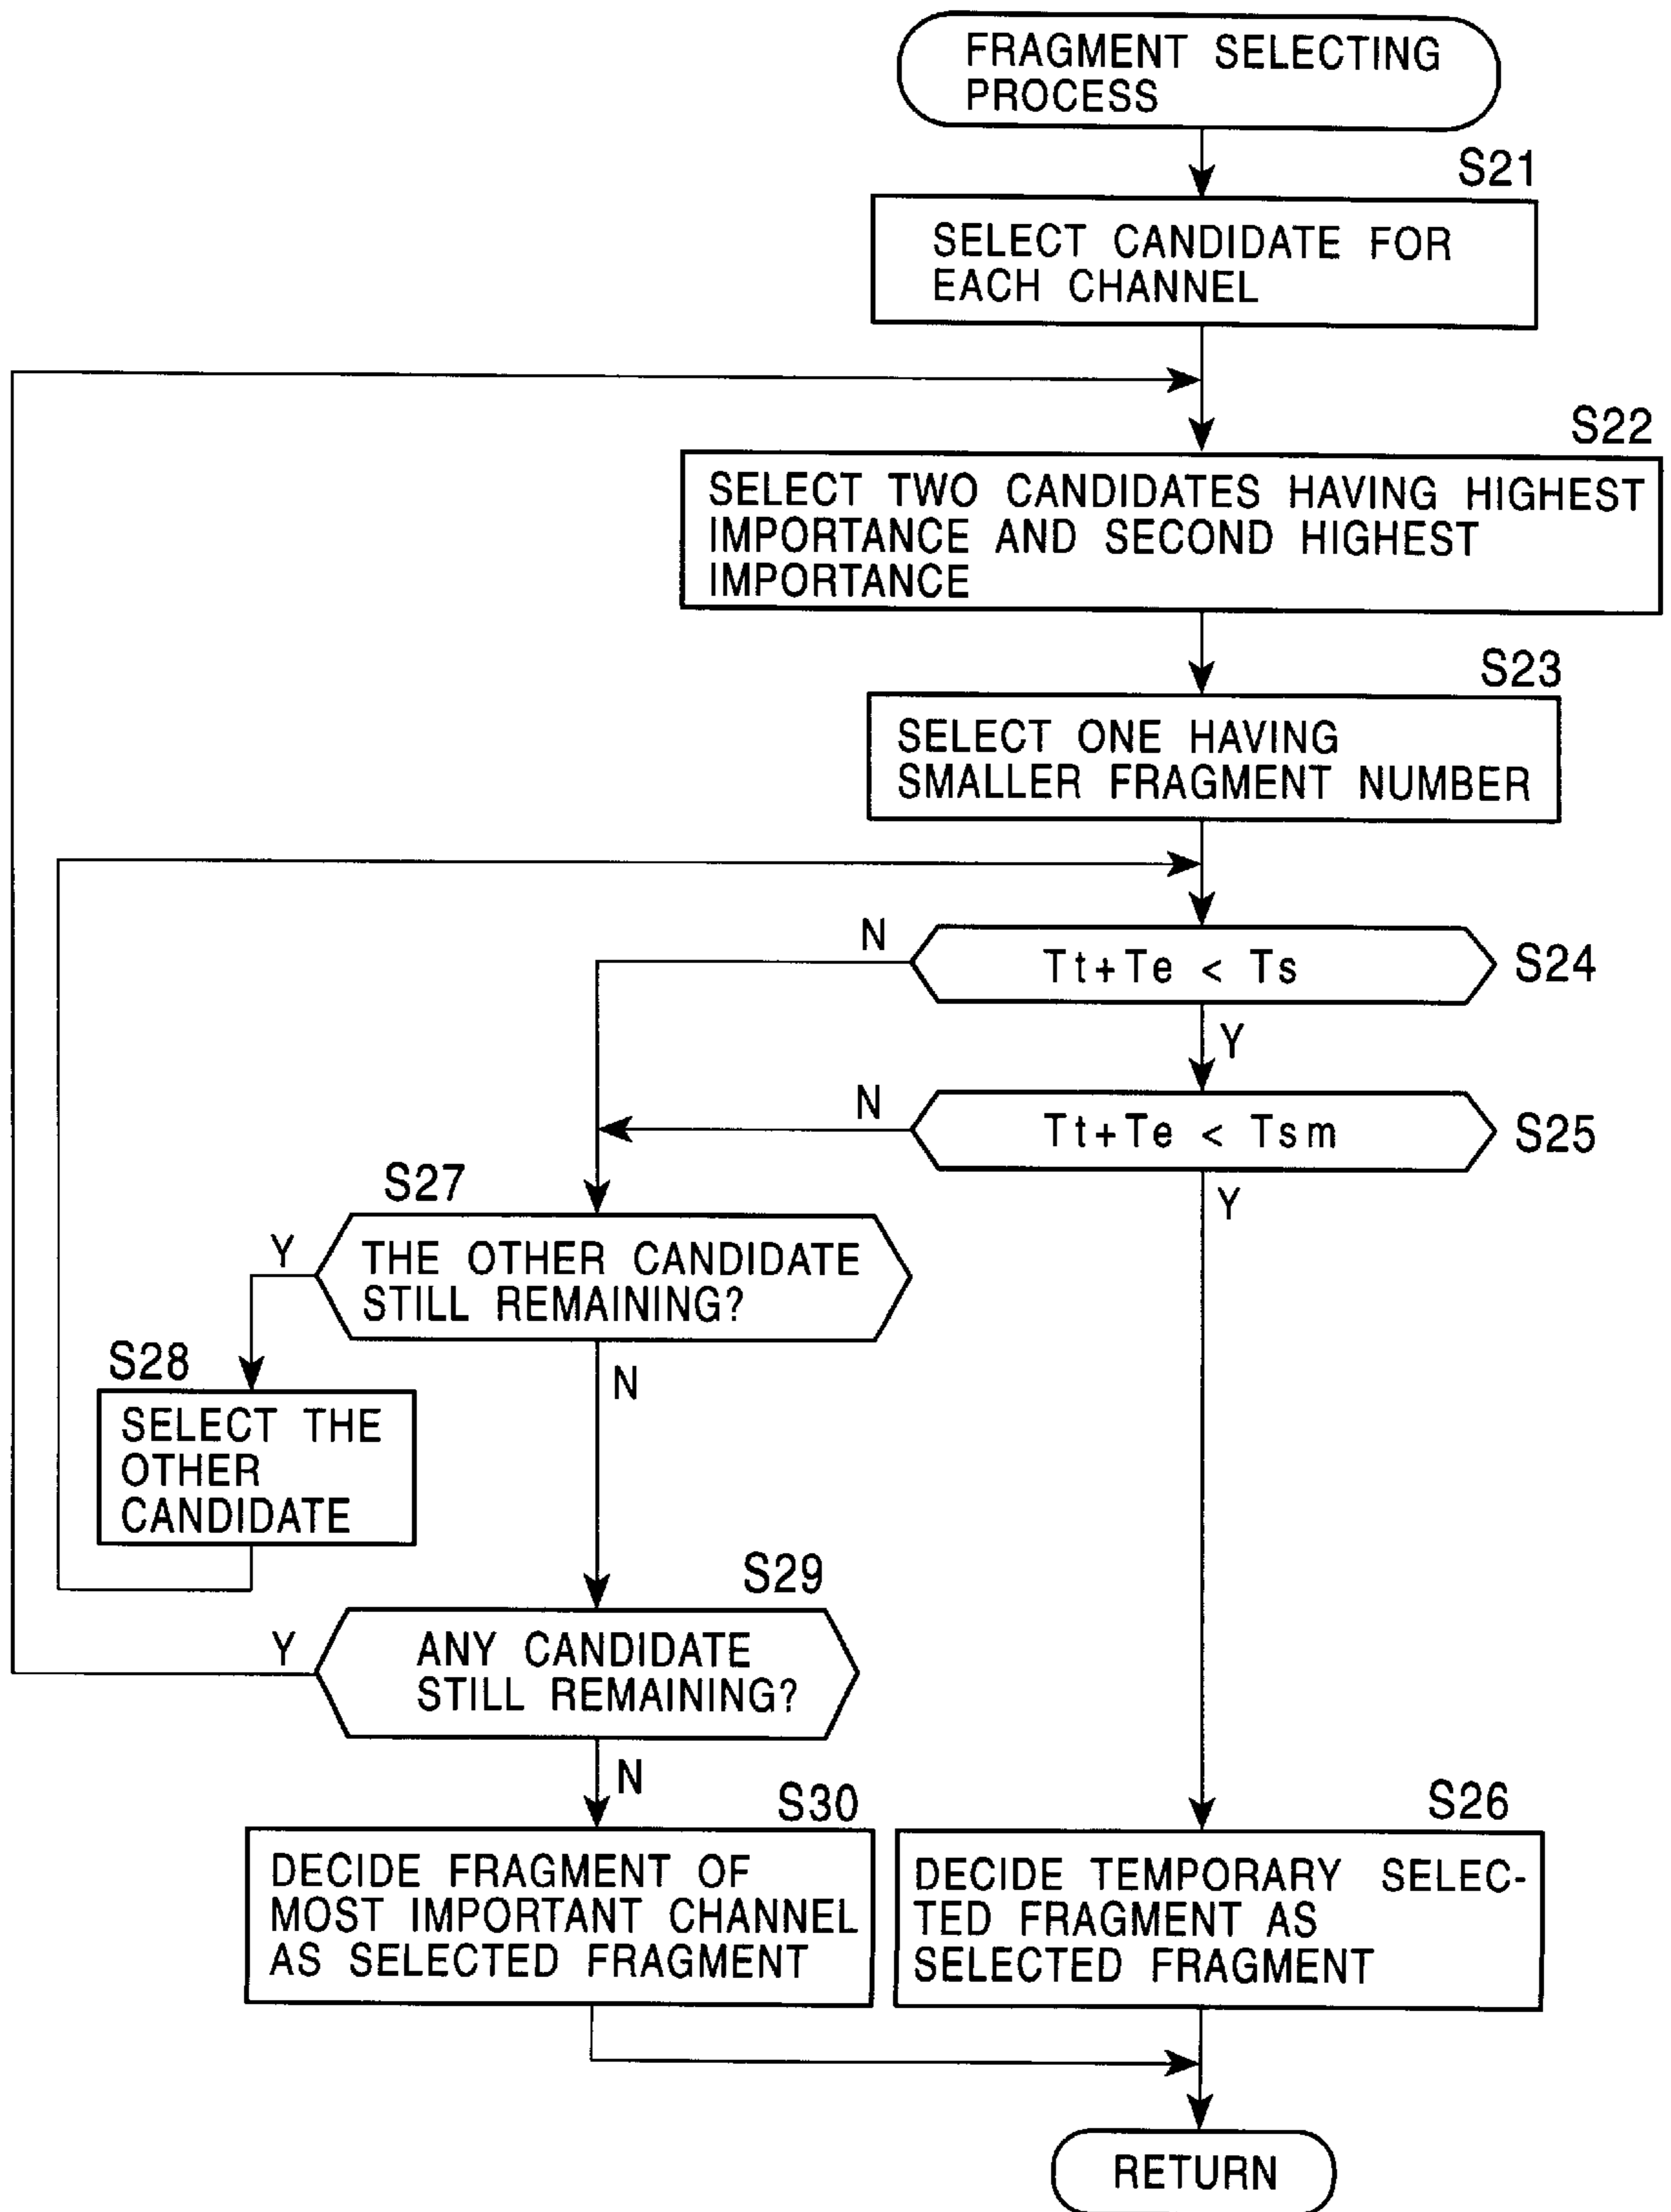 FRAGMENT SELECTING
PROCESS
S21
SELECT CANDIDATE FOR
EACH CHANNEL
S22
SELECT TWO CANDIDATES HAVING HIGHEST
IMPORTANCE AND SECOND HIGHEST
IMPORTANCE
S23
SELECT ONE HAVING
SMALLER FRAGMENT NUMBER
N
Tt+Te < Ts
S24
Y
N
Tt+Te < Tsm
S25
Y
S27
Y
THE OTHER CANDIDATE
STILL REMAINING?
N
S28
SELECT THE
OTHER
CANDIDATE
S29
Y
ANY CANDIDATE
STILL REMAINING?
N
S30
DECIDE FRAGMENT OF
MOST IMPORTANT CHANNEL
AS SELECTED FRAGMENT
S26
DECIDE TEMPORARY SELEC-
TED FRAGMENT AS
SELECTED FRAGMENT
RETURN